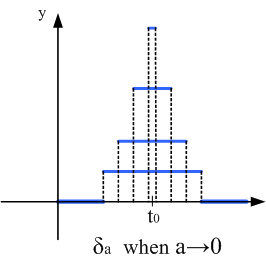 y
t₀
δₐ when a→0